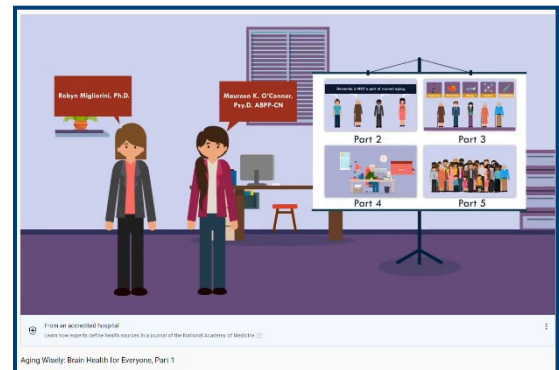 Robyn Migliorini, Ph.D.
Maureen K. O'Connor,
Psy.D. ABPP-CN
Dementia is NOT a part of normal aging
Part 2
Part 3
Part 4
Part 5
From an accredited hospital
Learn how experts define health sources in a journal of the National Academy of Medicine
Aging Wisely: Brain Health for Everyone, Part 1